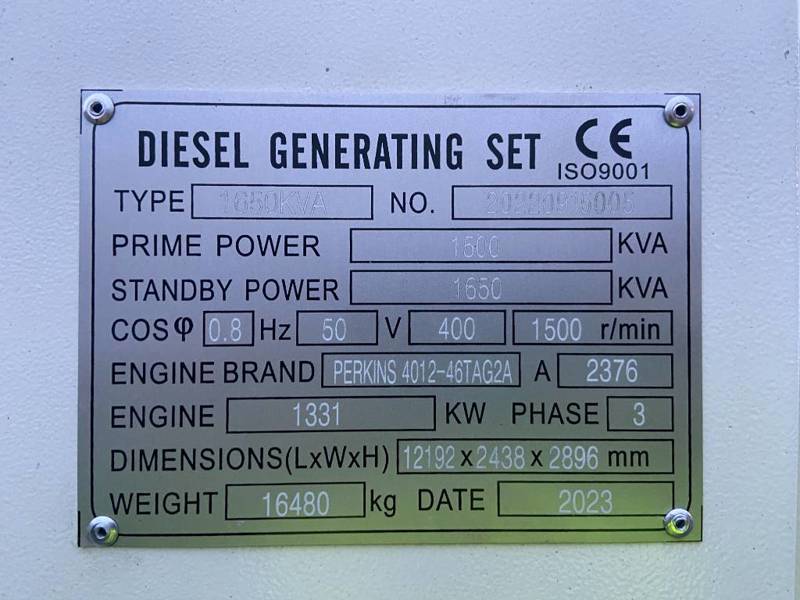 DIESEL GENERATING SET CE
ISO9001
TYPE 1650KVA NO.
PRIME POWER 1500 KVA
STANDBY POWER 1650 KVA
COSφ 0.8 Hz 50 V 400 1500 r/min
ENGINE BRAND PERKINS 4012-46TAG2A A 2376
ENGINE 1331 KW PHASE 3
DIMENSIONS(LxWxH) 12192 x 2438 x 2896 mm
WEIGHT 16480 kg DATE 2023